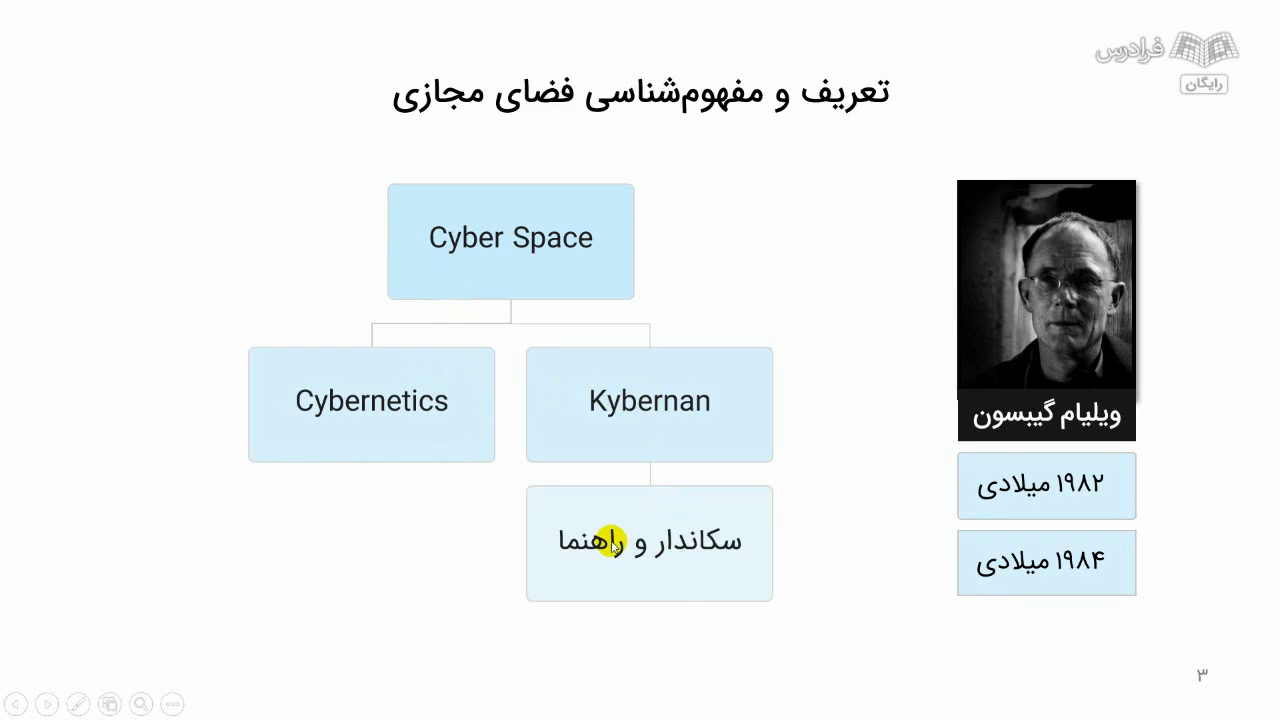 فرادرس
رایگان
تعریف و مفهوم‌شناسی فضای مجازی
Cyber Space
Cybernetics
Kybernan
سکاندار و راهنما
ویلیام گیبسون
۱۹۸۲ میلادی
۱۹۸۴ میلادی
۳